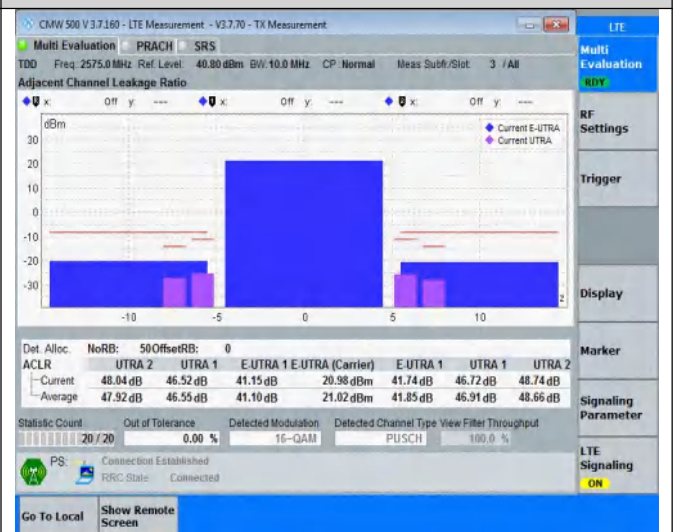 CMW 500 V 3.7.160 - LTE Measurement - V3.7.70 - TX Measurement
LTE
Multi Evaluation PRACH SRS
Multi Evaluation
RDY
TDD Freq: 2575.0 MHz Ref. Level: 40.80 dBm BW: 10.0 MHz CP: Normal Meas Subfr./Slot: 3 / All
Adjacent Channel Leakage Ratio
x: Off y: --- x: Off y: --- x: Off y: ---
dBm
Current E-UTRA
Current UTRA
30
20
10
0
-10
-20
-30
-10 -5 0 5 10
2
RF Settings
Trigger
Display
Marker
Signaling Parameter
LTE Signaling
ON
Det. Alloc. NoRB: 50 OffsetRB: 0
ACLR UTRA 2 UTRA 1 E-UTRA 1 E-UTRA (Carrier) E-UTRA 1 UTRA 1 UTRA 2
Current 48.04 dB 46.52 dB 41.15 dB 20.98 dBm 41.74 dB 46.72 dB 48.74 dB
Average 47.92 dB 46.55 dB 41.10 dB 21.02 dBm 41.85 dB 46.91 dB 48.66 dB
Statistic Count Out of Tolerance Detected Modulation Detected Channel Type View Filter Throughput
20 / 20 0.00 % 16-QAM PUSCH 100.0 %
PS: Connection Established
RRC State Connected
Go To Local
Show Remote Screen